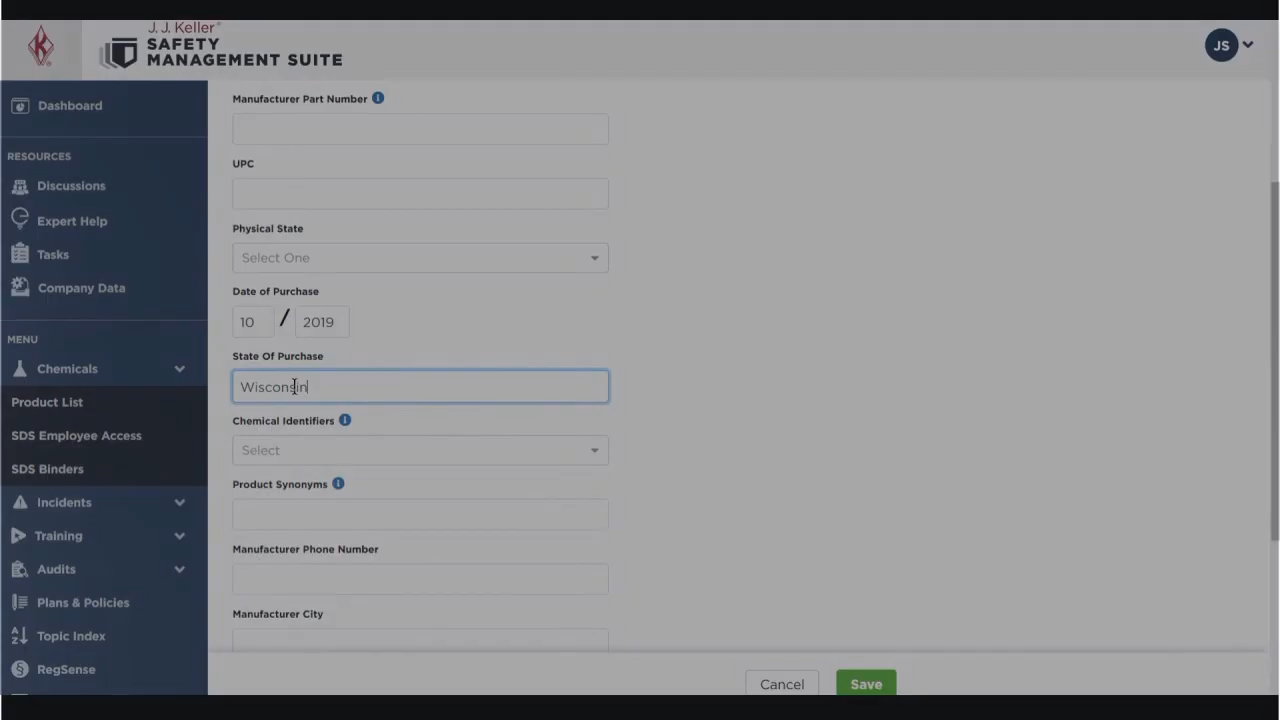 J. J. Keller®
SAFETY
MANAGEMENT SUITE
JS
Dashboard
RESOURCES
Discussions
Expert Help
Tasks
Company Data
MENU
Chemicals
Product List
SDS Employee Access
SDS Binders
Incidents
Training
Audits
Plans & Policies
Topic Index
RegSense
Manufacturer Part Number
UPC
Physical State
Select One
Date of Purchase
10 / 2019
State Of Purchase
Wisconsin
Chemical Identifiers
Select
Product Synonyms
Manufacturer Phone Number
Manufacturer City
Cancel
Save